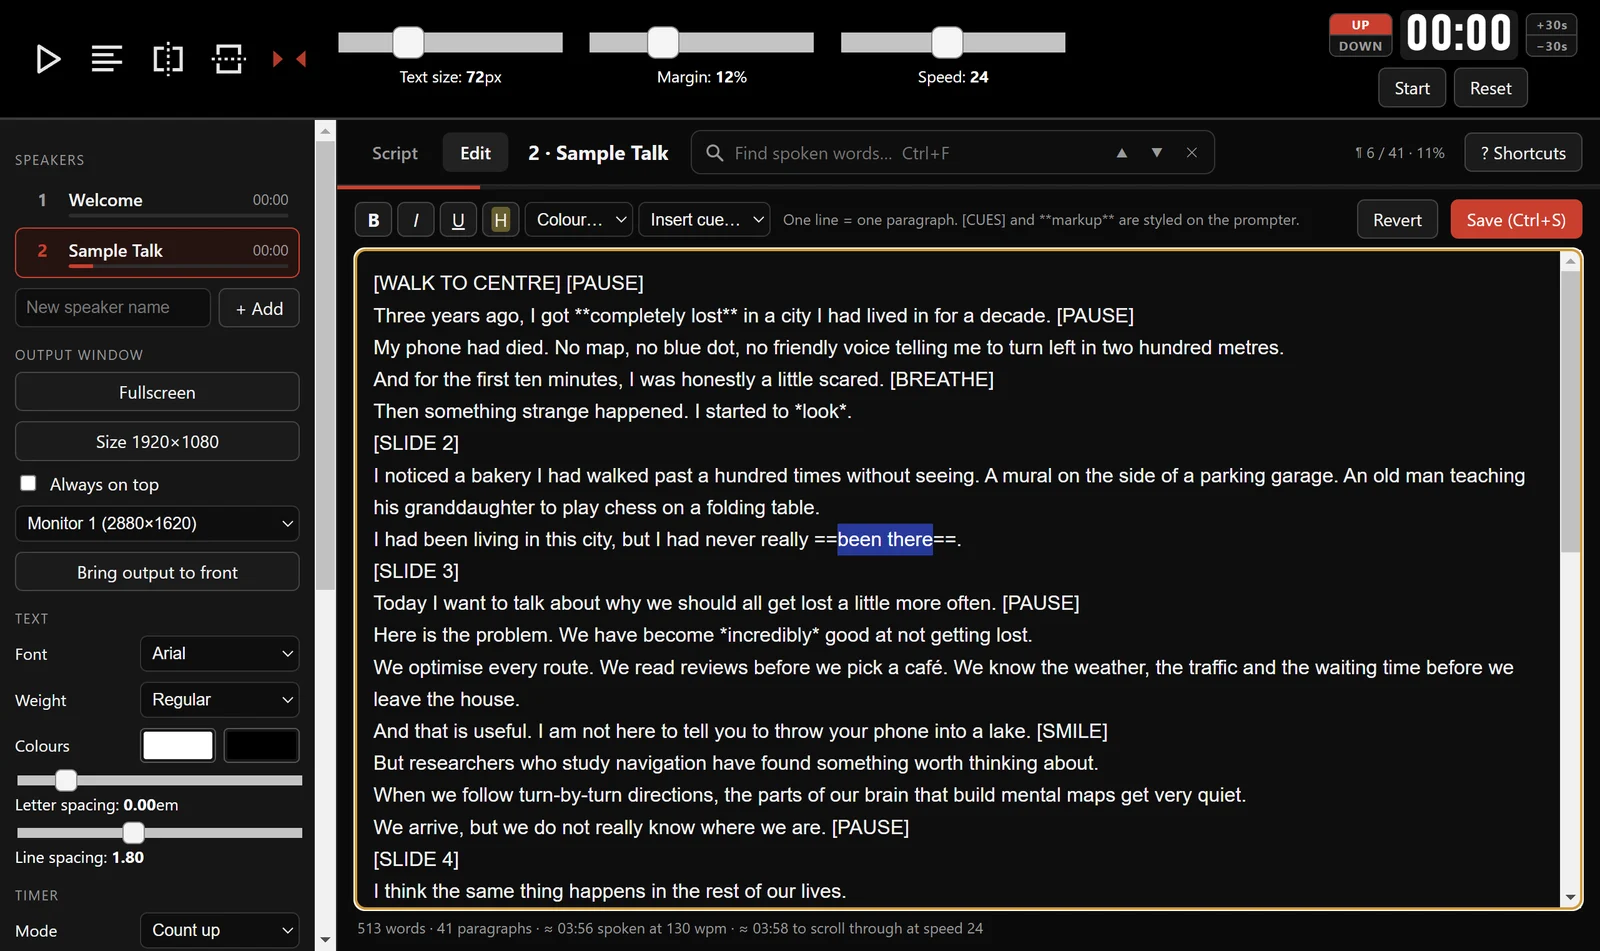 Text size: 72px
Margin: 12%
Speed: 24
UP
DOWN
00:00
+30s
−30s
Start
Reset
SPEAKERS
1 Welcome 00:00
2 Sample Talk 00:00
New speaker name
+ Add
OUTPUT WINDOW
Fullscreen
Size 1920×1080
Always on top
Monitor 1 (2880×1620)
Bring output to front
TEXT
Font Arial
Weight Regular
Colours
Letter spacing: 0.00em
Line spacing: 1.80
TIMER
Mode Count up
Script
Edit
2 · Sample Talk
Find spoken words... Ctrl+F
¶ 6 / 41 · 11%
? Shortcuts
B I U H Colour... Insert cue... One line = one paragraph. [CUES] and **markup** are styled on the prompter.
Revert
Save (Ctrl+S)
[WALK TO CENTRE] [PAUSE]
Three years ago, I got **completely lost** in a city I had lived in for a decade. [PAUSE]
My phone had died. No map, no blue dot, no friendly voice telling me to turn left in two hundred metres.
And for the first ten minutes, I was honestly a little scared. [BREATHE]
Then something strange happened. I started to *look*.
[SLIDE 2]
I noticed a bakery I had walked past a hundred times without seeing. A mural on the side of a parking garage. An old man teaching
his granddaughter to play chess on a folding table.
I had been living in this city, but I had never really ==been there==.
[SLIDE 3]
Today I want to talk about why we should all get lost a little more often. [PAUSE]
Here is the problem. We have become *incredibly* good at not getting lost.
We optimise every route. We read reviews before we pick a café. We know the weather, the traffic and the waiting time before we
leave the house.
And that is useful. I am not here to tell you to throw your phone into a lake. [SMILE]
But researchers who study navigation have found something worth thinking about.
When we follow turn-by-turn directions, the parts of our brain that build mental maps get very quiet.
We arrive, but we do not really know where we are. [PAUSE]
[SLIDE 4]
I think the same thing happens in the rest of our lives.
513 words · 41 paragraphs · ≈ 03:56 spoken at 130 wpm · ≈ 03:58 to scroll through at speed 24